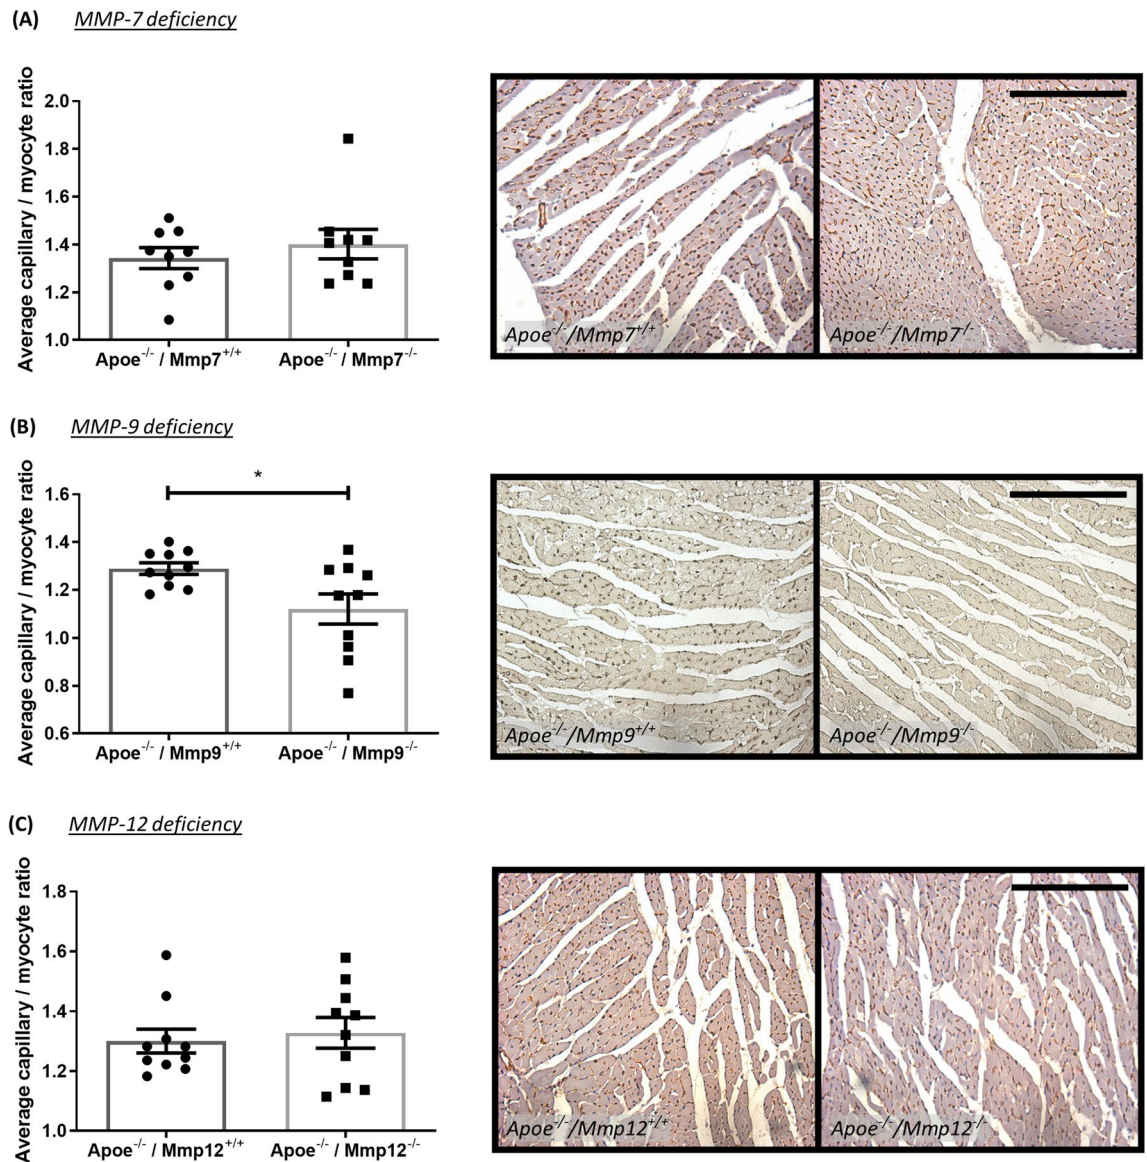 (A) MMP-7 deficiency
Average capillary / myocyte ratio
2.0
1.8
1.6
1.4
1.2
1.0
Apoe-/- / Mmp7+/+ Apoe-/- / Mmp7-/-
Apoe-/-/Mmp7+/+ Apoe-/-/Mmp7-/-
(B) MMP-9 deficiency
Average capillary / myocyte ratio
1.6
1.4
1.2
1.0
0.8
0.6
*
Apoe-/- / Mmp9+/+ Apoe-/- / Mmp9-/-
Apoe-/-/Mmp9+/+ Apoe-/-/Mmp9-/-
(C) MMP-12 deficiency
Average capillary / myocyte ratio
1.8
1.6
1.4
1.2
1.0
Apoe-/- / Mmp12+/+ Apoe-/- / Mmp12-/-
Apoe-/-/Mmp12+/+ Apoe-/-/Mmp12-/-